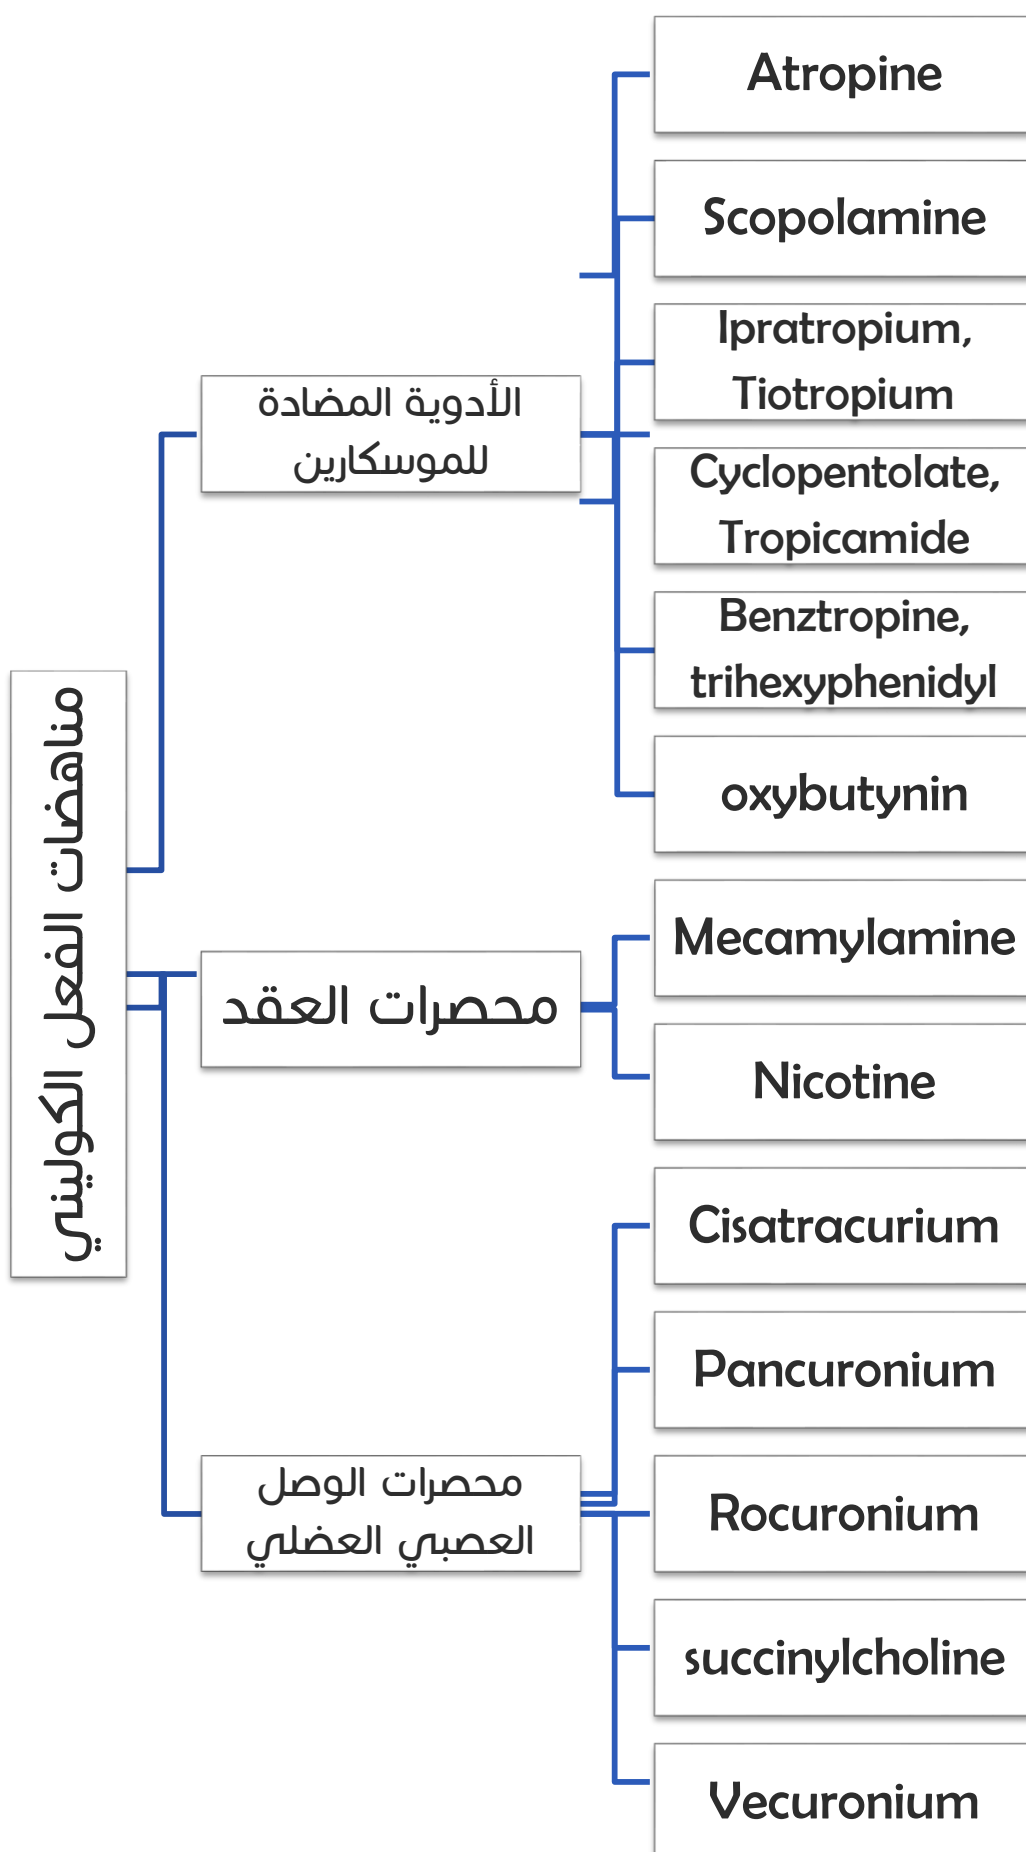 مناهضات الفعل الكوليني
الأدوية المضادة
للموسكارين
Atropine
Scopolamine
Ipratropium,
Tiotropium
Cyclopentolate,
Tropicamide
Benztropine,
trihexyphenidyl
oxybutynin
محصرات العقد
Mecamylamine
Nicotine
محصرات الوصل
العصبي العضلي
Cisatracurium
Pancuronium
Rocuronium
succinylcholine
Vecuronium